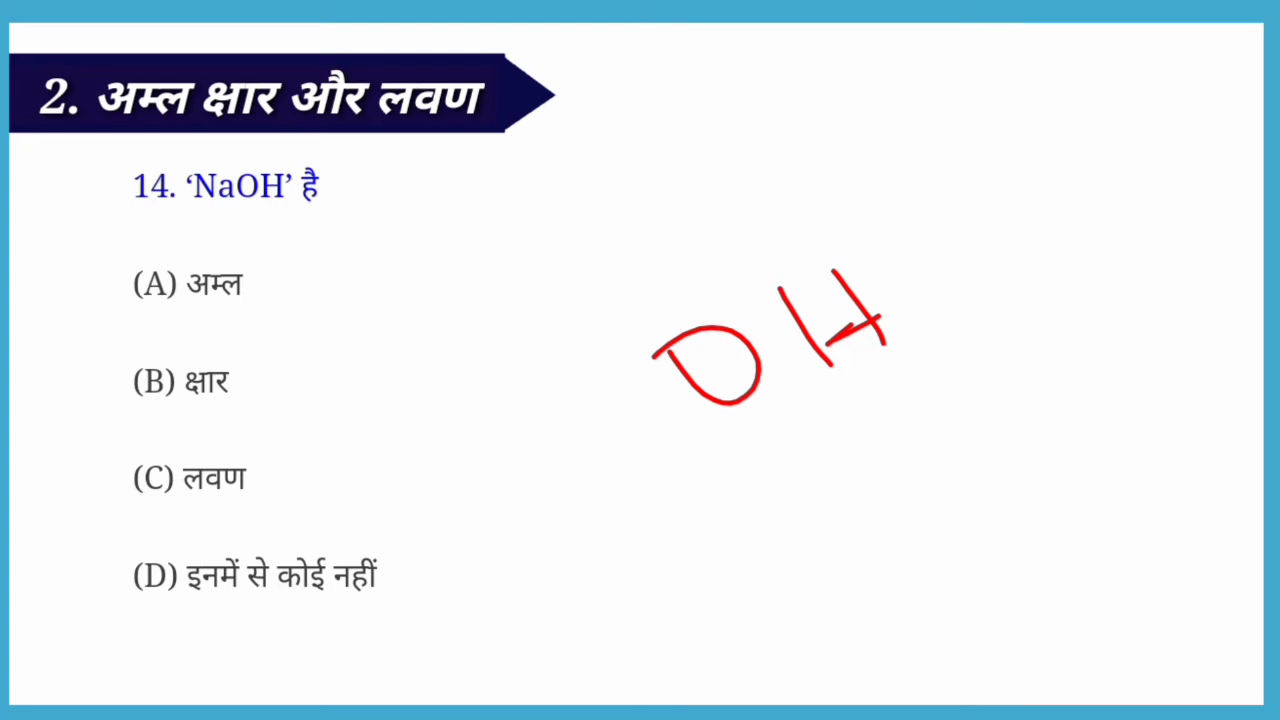 2. अम्ल क्षार और लवण
14. ‘NaOH’ है
(A) अम्ल
OH
(B) क्षार
(C) लवण
(D) इनमें से कोई नहीं